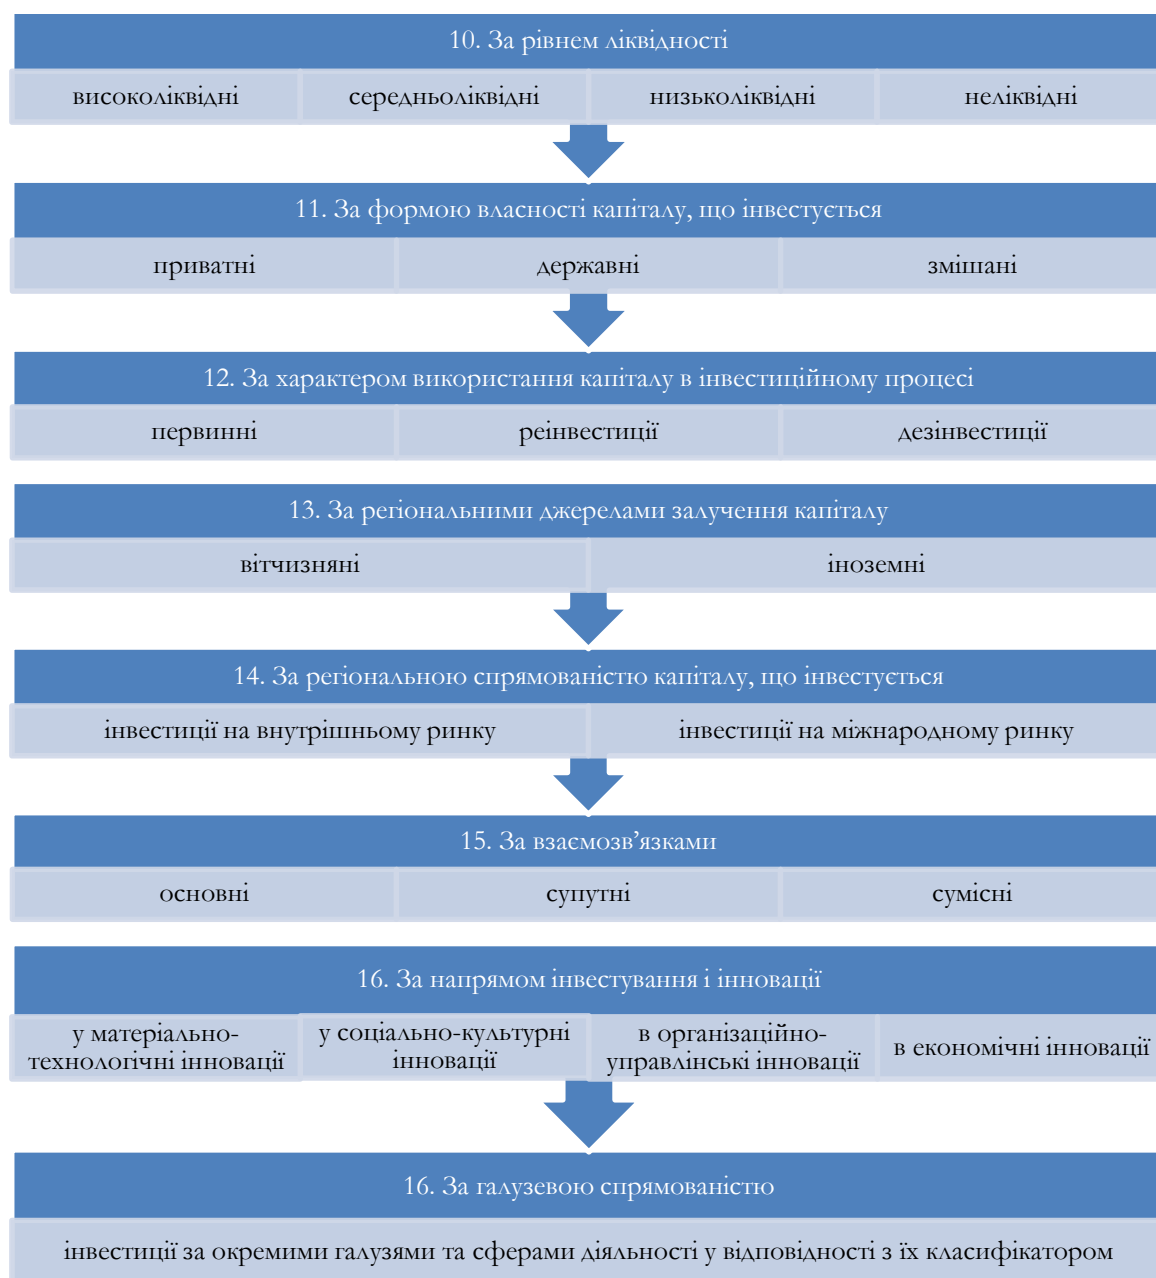 10. За рівнем ліквідності
високоліквідні середньоліквідні низьколіквідні неліквідні
11. За формою власності капіталу, що інвестується
приватні державні змішані
12. За характером використання капіталу в інвестиційному процесі
первинні реінвестиції дезінвестиції
13. За регіональними джерелами залучення капіталу
вітчизняні іноземні
14. За регіональною спрямованістю капіталу, що інвестується
інвестиції на внутрішньому ринку інвестиції на міжнародному ринку
15. За взаємозв’язками
основні супутні сумісні
16. За напрямом інвестування і інновації
у матеріально-
технологічні інновації
у соціально-культурні
інновації
в організаційно-
управлінські інновації
в економічні інновації
16. За галузевою спрямованістю
інвестиції за окремими галузями та сферами діяльності у відповідності з їх класифікатором